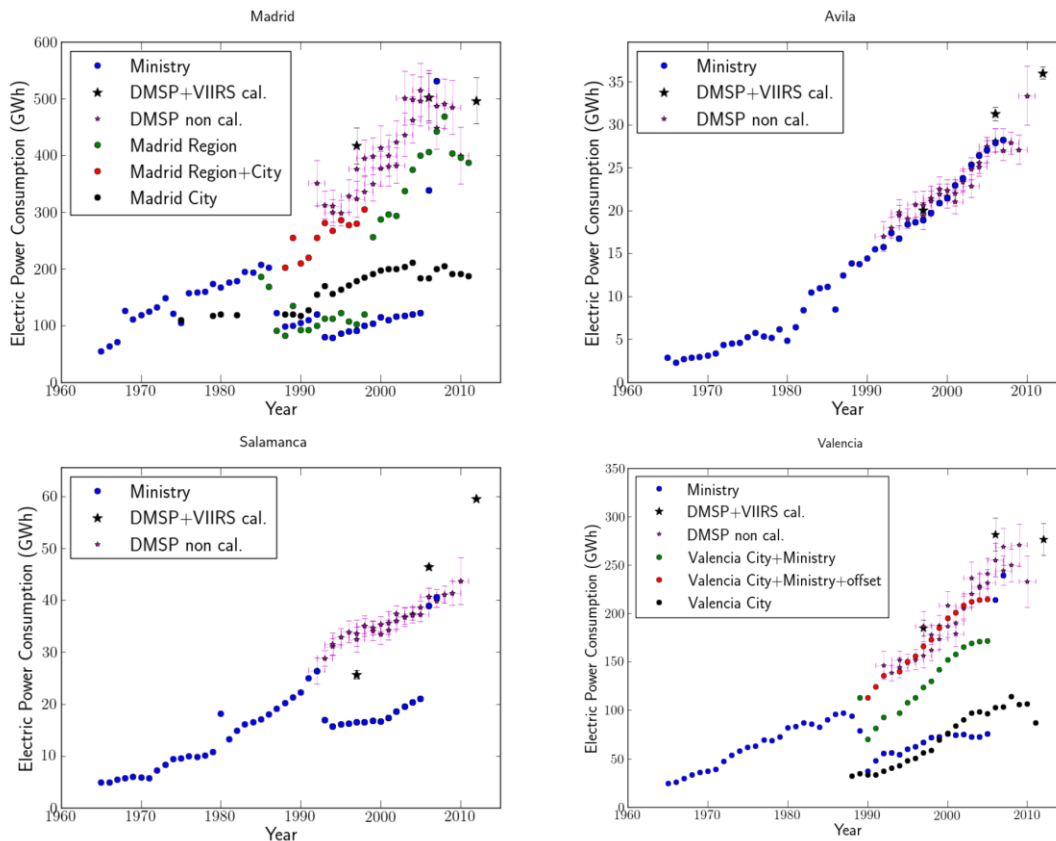 Madrid
Electric Power Consumption (GWh)
600
500
400
300
200
100
0
Ministry
DMSP+VIIRS cal.
DMSP non cal.
Madrid Region
Madrid Region+City
Madrid City
1960
1970
1980
1990
2000
2010
Year
Avila
Electric Power Consumption (GWh)
35
30
25
20
15
10
5
0
Ministry
DMSP+VIIRS cal.
DMSP non cal.
1960
1970
1980
1990
2000
2010
Year
Salamanca
Electric Power Consumption (GWh)
60
50
40
30
20
10
0
Ministry
DMSP+VIIRS cal.
DMSP non cal.
1960
1970
1980
1990
2000
2010
Year
Valencia
Electric Power Consumption (GWh)
350
300
250
200
150
100
50
0
Ministry
DMSP+VIIRS cal.
DMSP non cal.
Valencia City+Ministry
Valencia City+Ministry+offset
Valencia City
1960
1970
1980
1990
2000
2010
Year